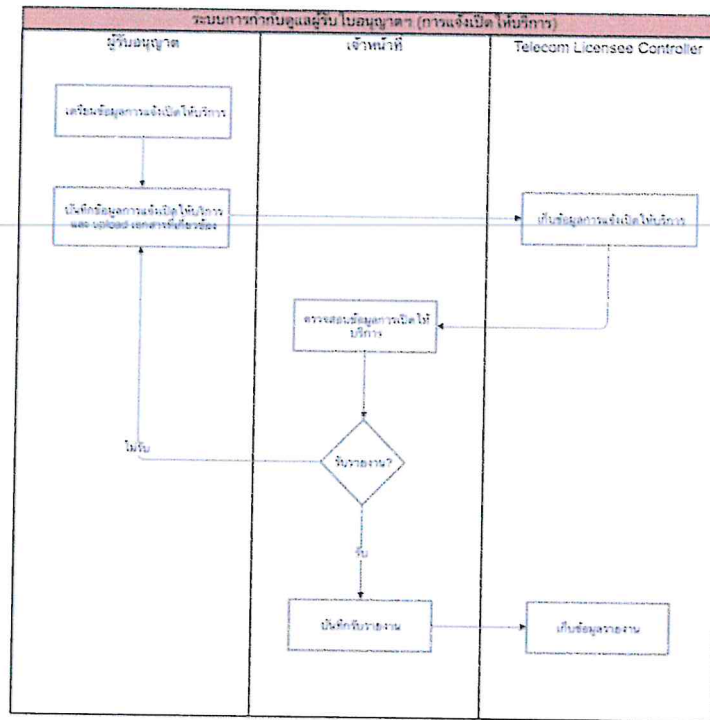 ระบบการกำกับดูแลผู้รับใบอนุญาตฯ (การแจ้งเปิดให้บริการ)
ผู้รับอนุญาต
เจ้าหน้าที่
Telecom Licensee Controller
เตรียมข้อมูลการแจ้งเปิดให้บริการ
บันทึกข้อมูลการแจ้งเปิดให้บริการ
และ upload เอกสารที่เกี่ยวข้อง
เก็บข้อมูลการแจ้งเปิดให้บริการ
ตรวจสอบข้อมูลการเปิดให้
บริการ
ไม่รับ
รับรายงาน?
รับ
บันทึกรับรายงาน
เก็บข้อมูลรายงาน